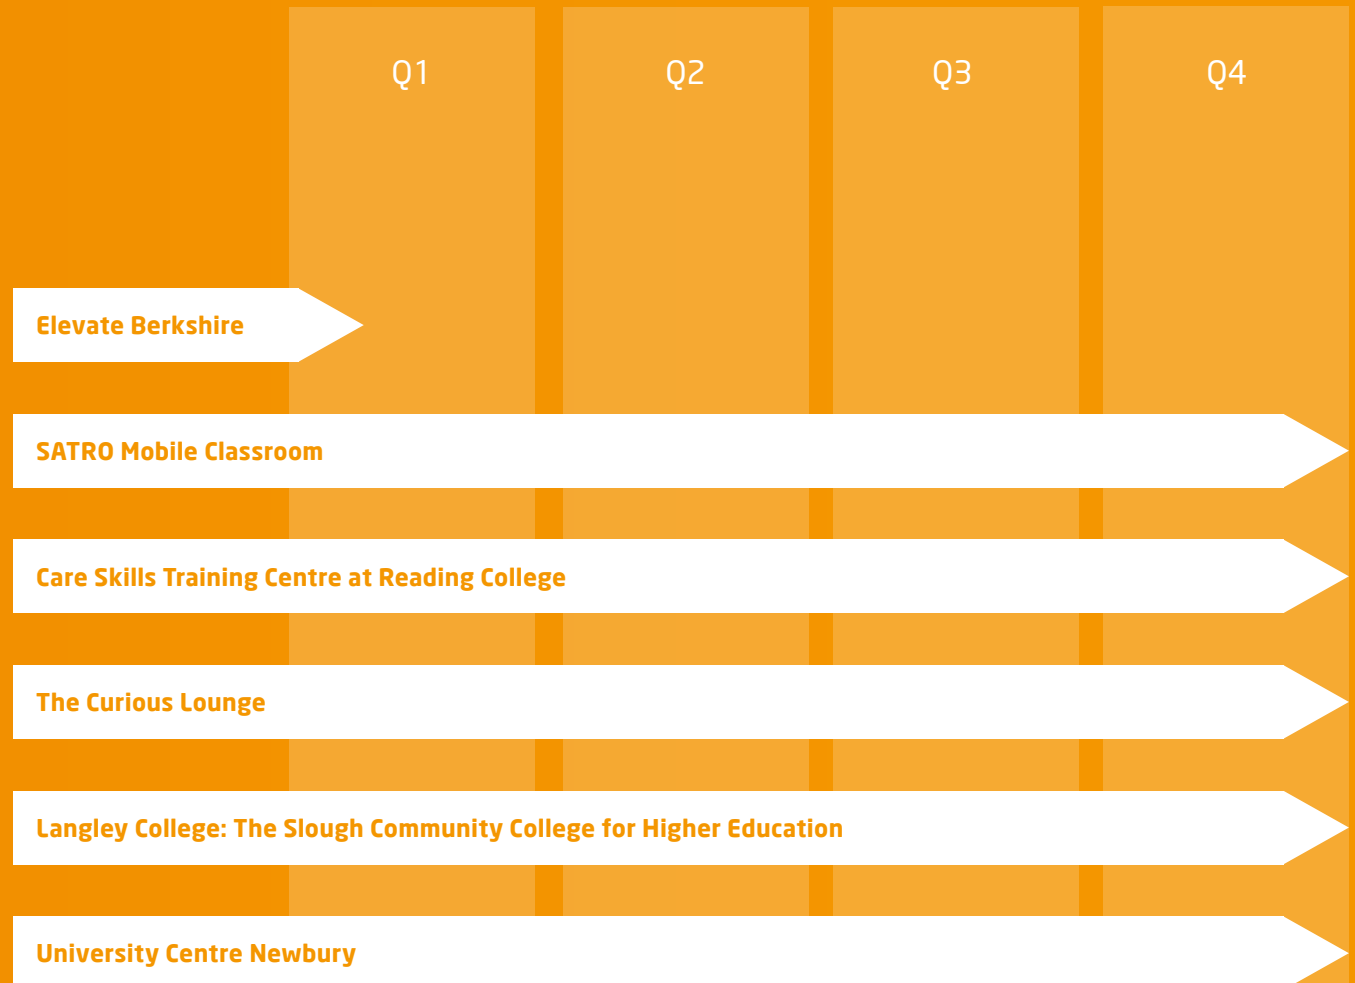 Q1 Q2 Q3 Q4
Elevate Berkshire
SATRO Mobile Classroom
Care Skills Training Centre at Reading College
The Curious Lounge
Langley College: The Slough Community College for Higher Education
University Centre Newbury